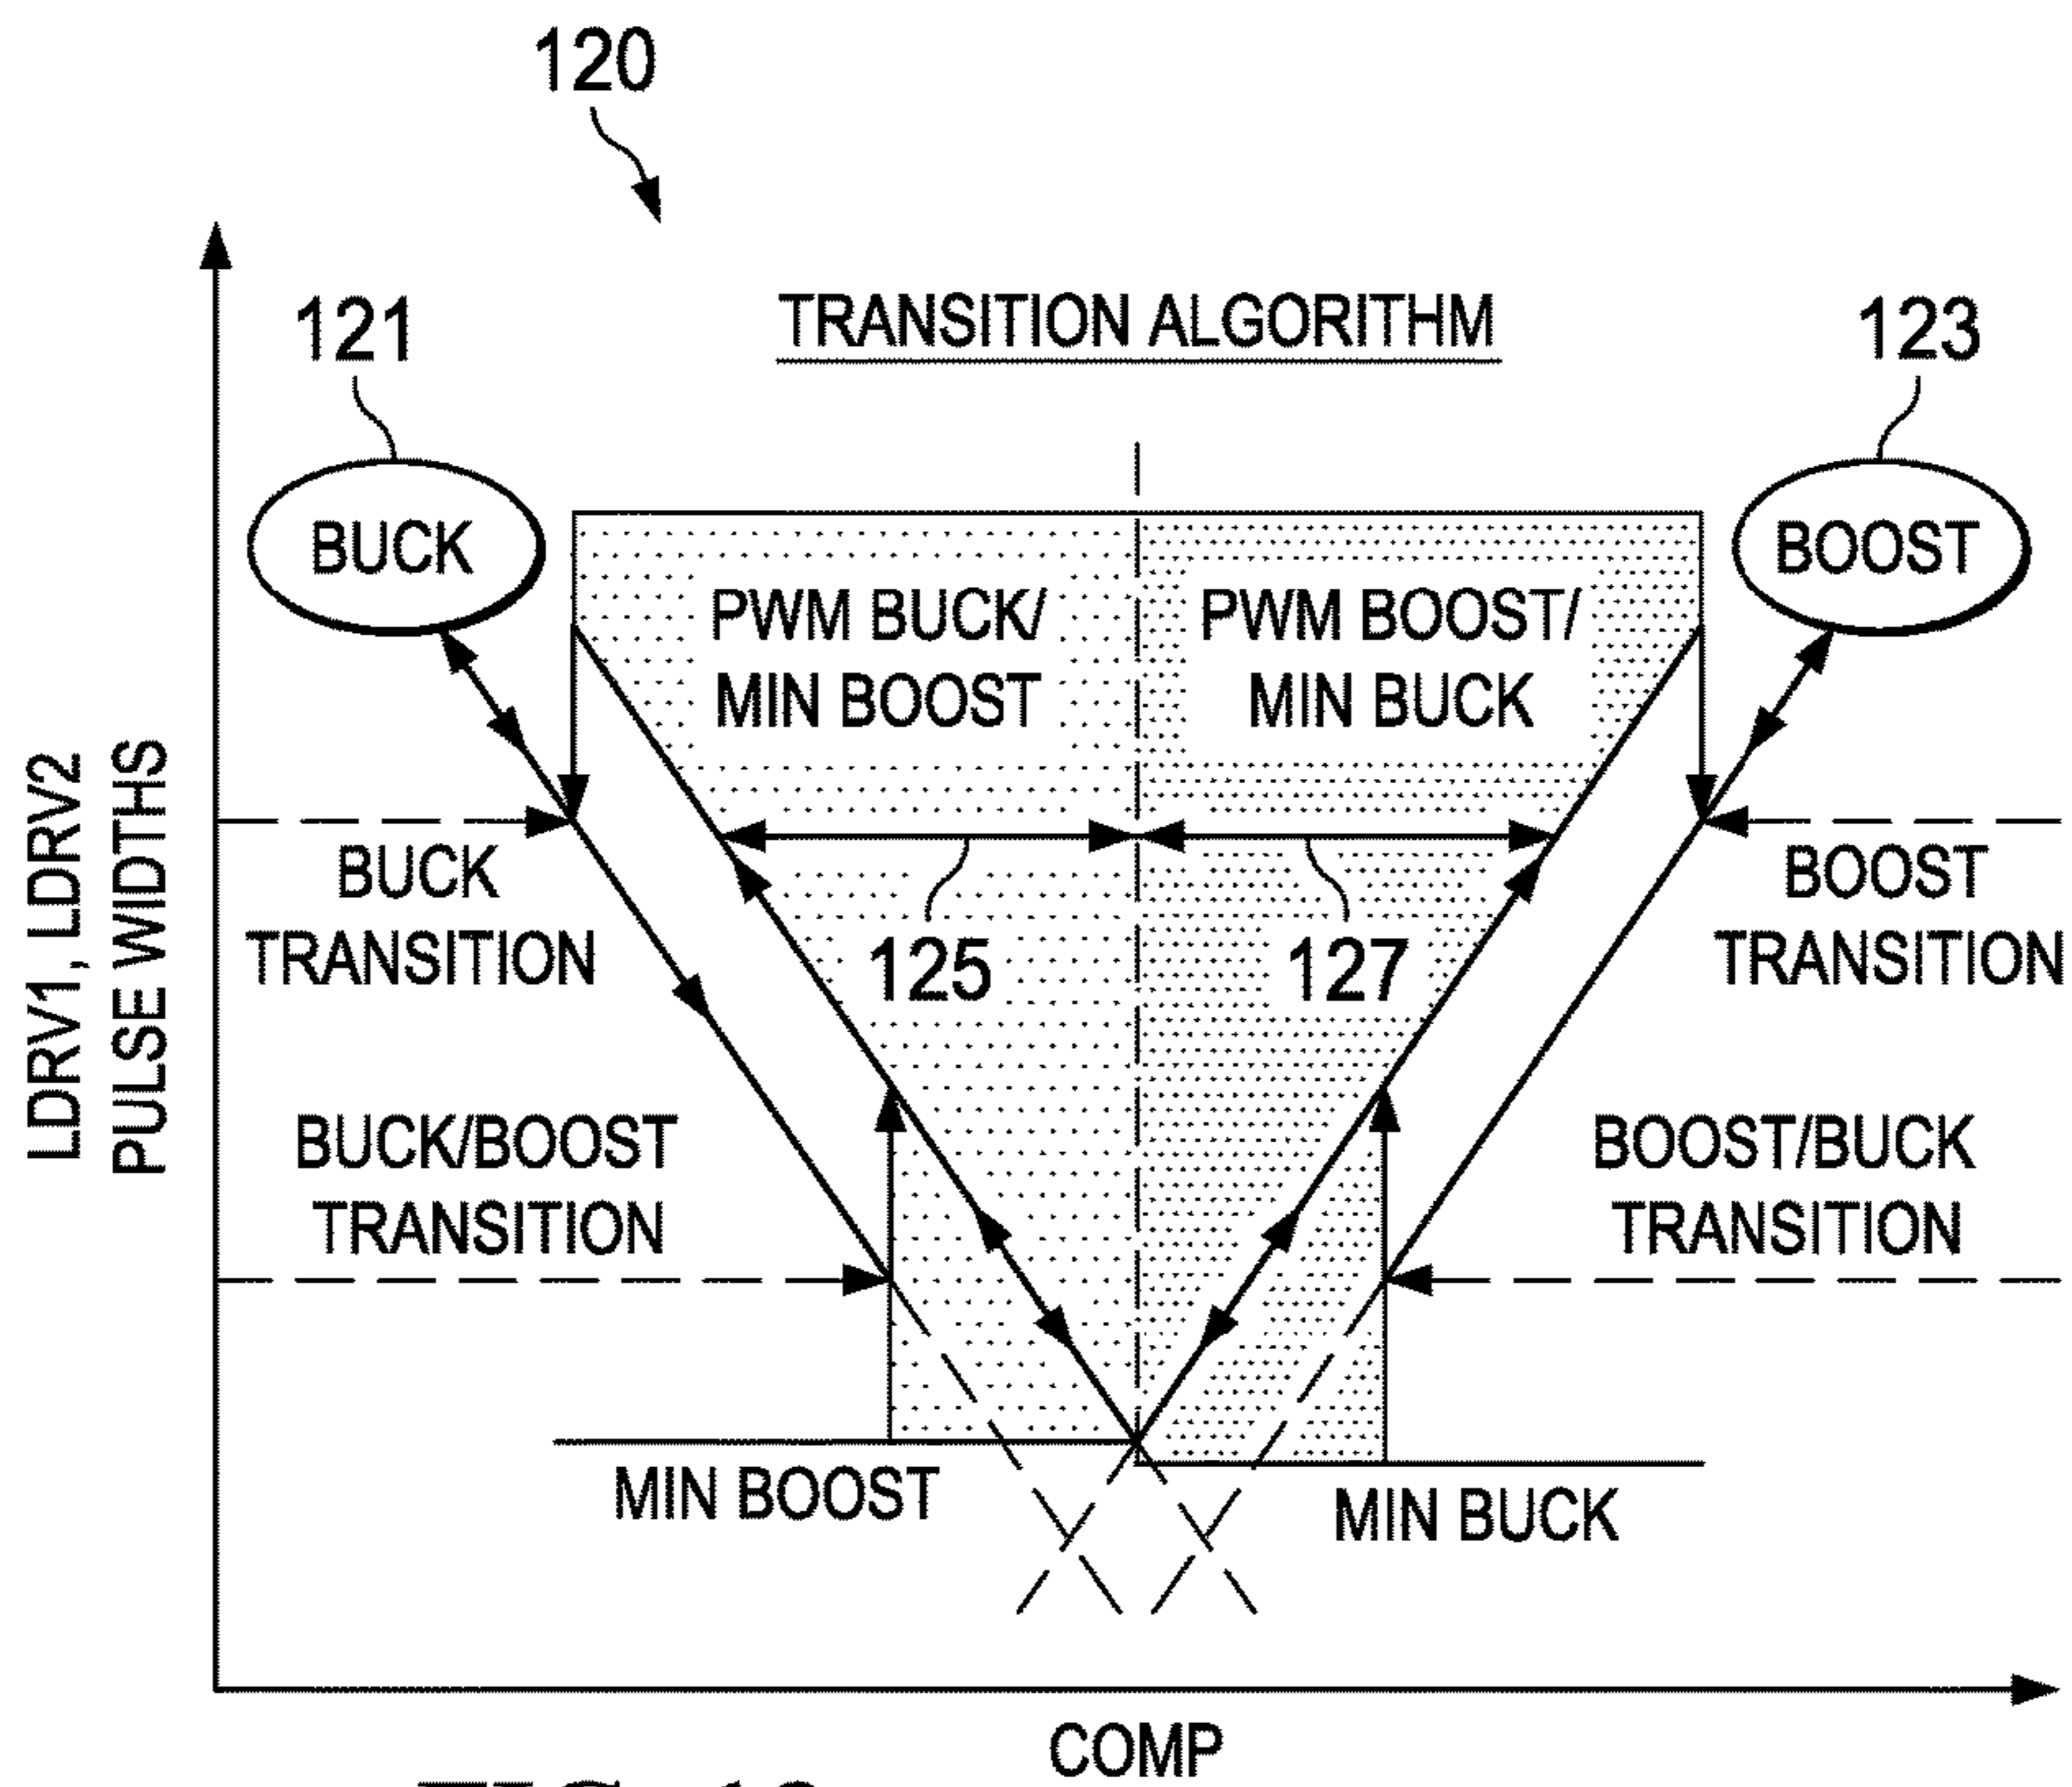 120
TRANSITION ALGORITHM
121
123
BUCK
BOOST
PWM BUCK/
MIN BOOST
PWM BOOST/
MIN BUCK
LDRV1, LDRV2
PULSE WIDTHS
BUCK
TRANSITION
125
127
BOOST
TRANSITION
BUCK/BOOST
TRANSITION
BOOST/BUCK
TRANSITION
MIN BOOST
MIN BUCK
COMP